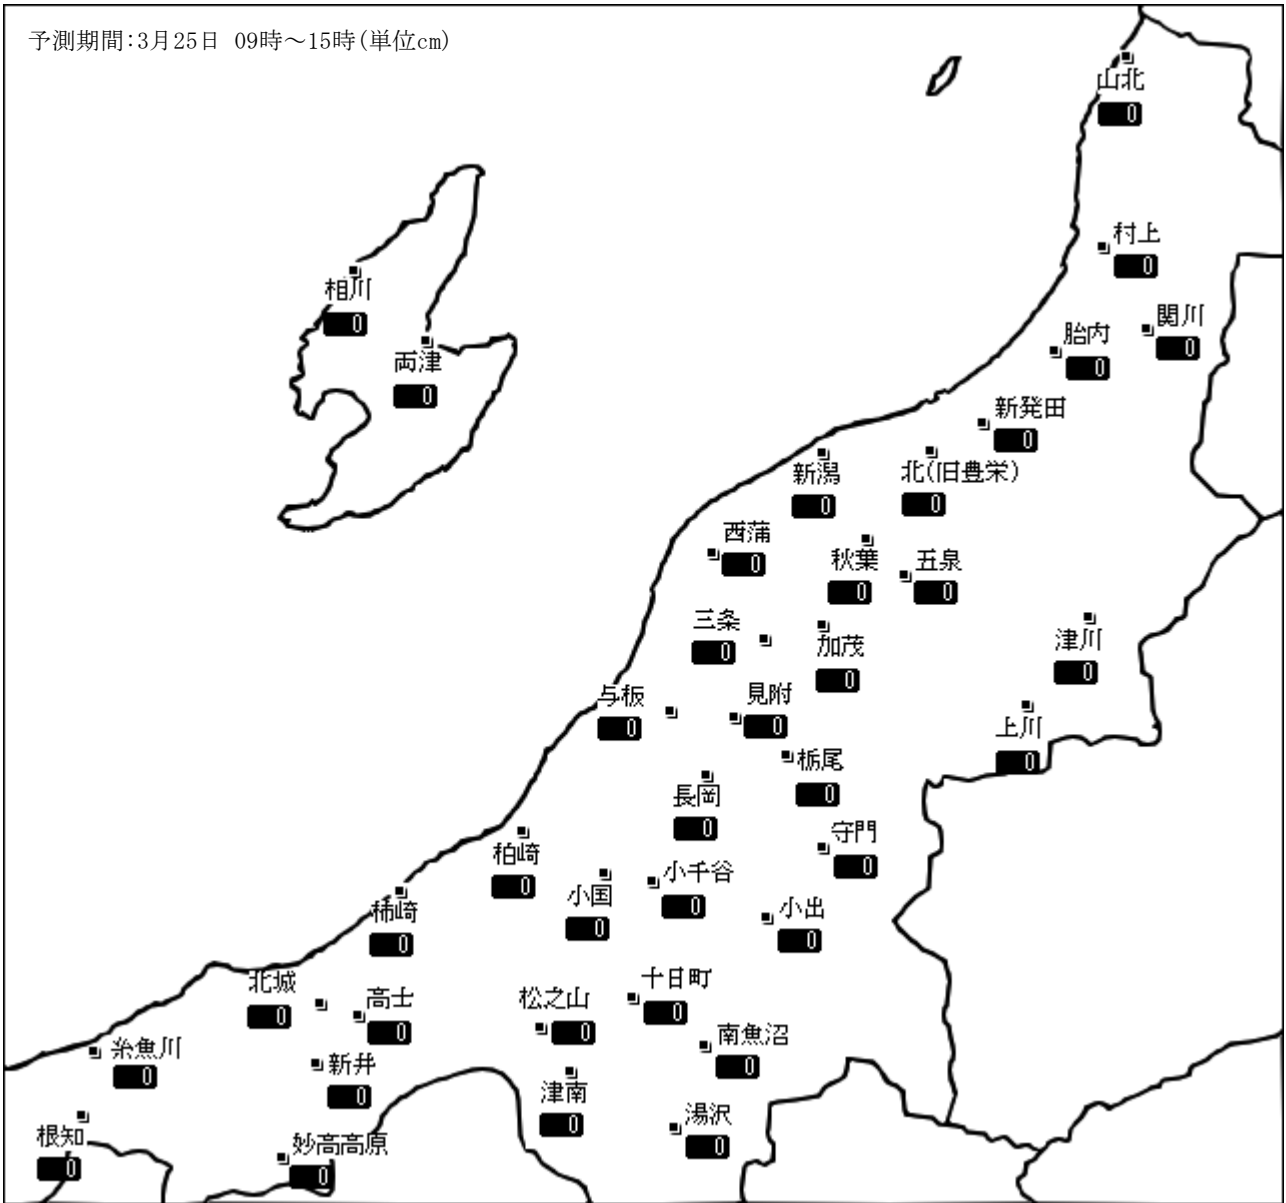 予測期間:3月25日 09時～15時(単位cm)
山北
0
村上
0
相川
0
関川
0
胎内
0
両津
0
新発田
0
新潟
0
北(旧豊栄)
0
西蒲
0
秋葉
0
五泉
0
三条
0
加茂
0
津川
0
与板
0
見附
0
上川
0
栃尾
0
長岡
0
守門
0
柏崎
0
小国
0
小千谷
0
柿崎
0
小出
0
北城
0
高士
0
松之山
0
十日町
0
南魚沼
0
糸魚川
0
新井
0
津南
0
湯沢
0
根知
0
妙高高原
0